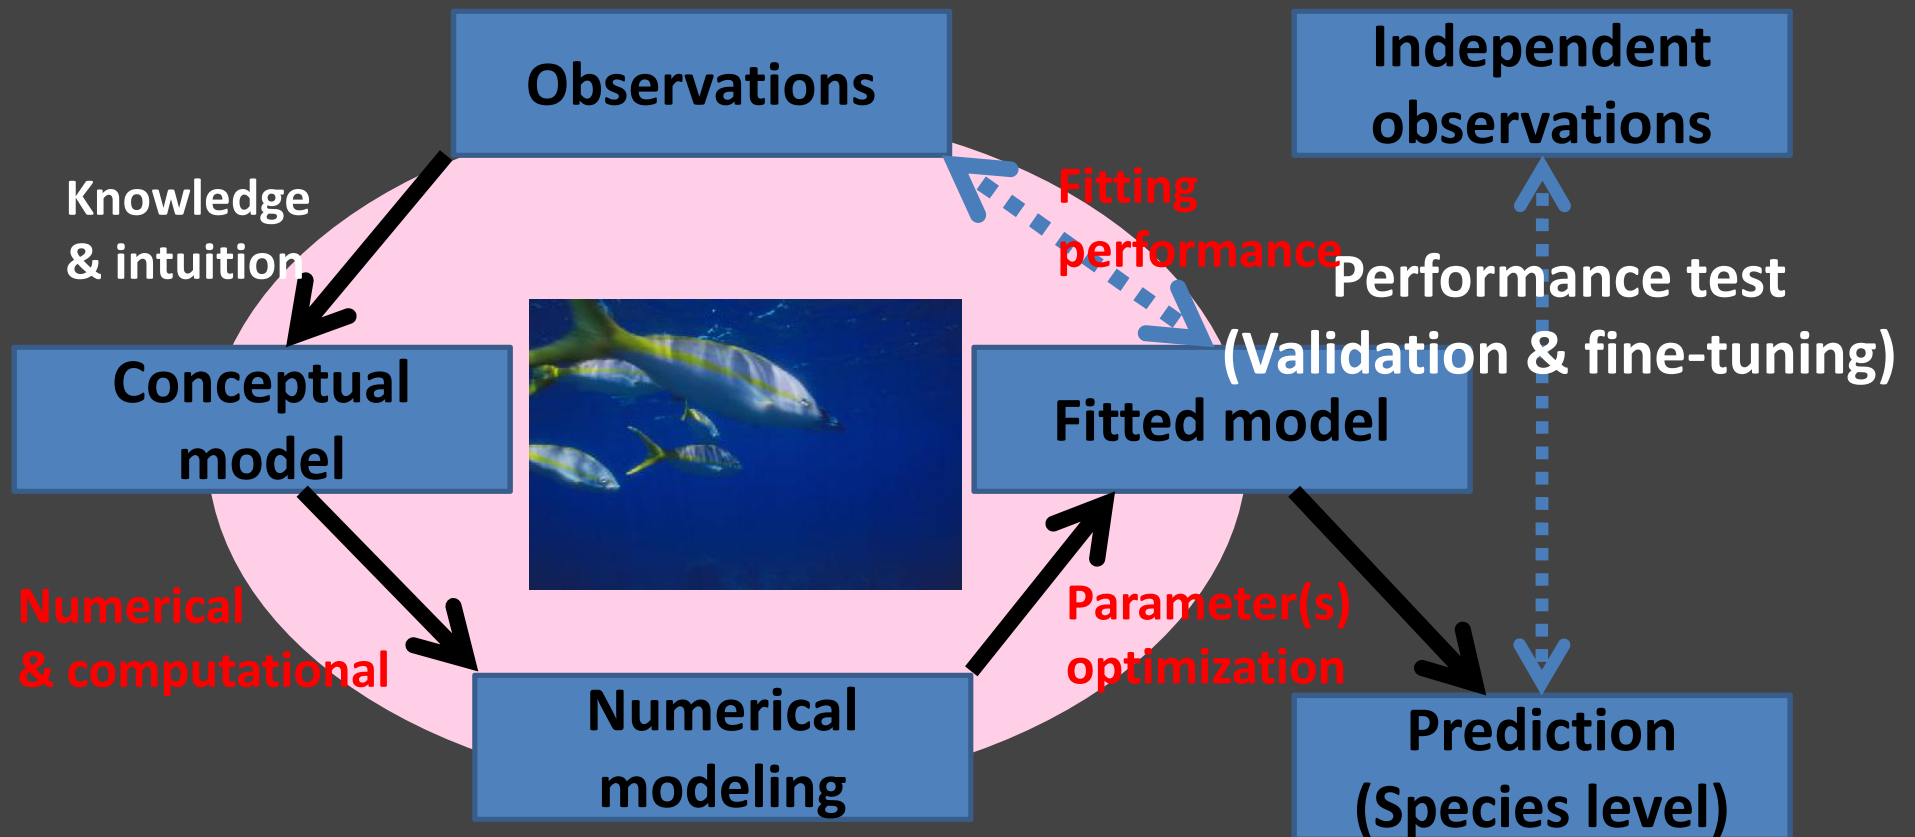 Observations
Independent
observations
Knowledge
& intuition
Fitting
performance
Performance test
(Validation & fine-tuning)
Conceptual
model
Fitted model
Numerical
& computational
Parameter(s)
optimization
Numerical
modeling
Prediction
(Species level)